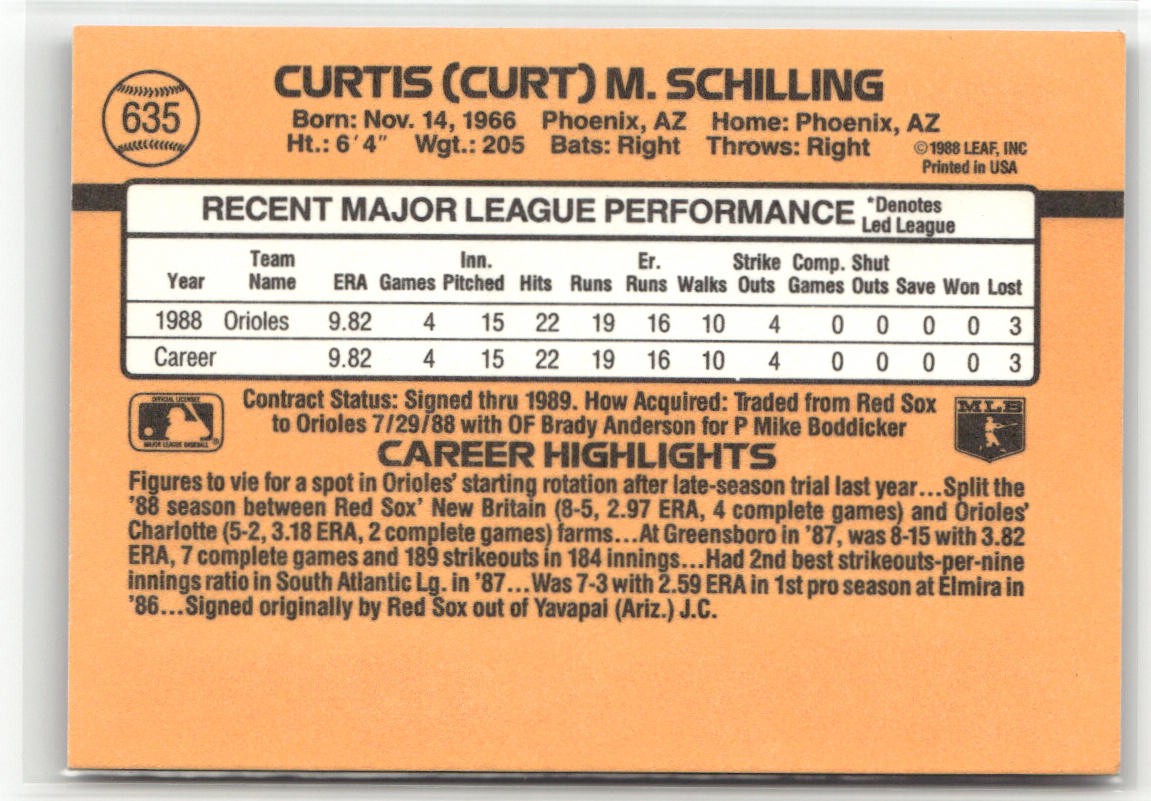 635
CURTIS (CURT) M. SCHILLING
Born: Nov. 14, 1966 Phoenix, AZ Home: Phoenix, AZ
Ht.: 6'4" Wgt.: 205 Bats: Right Throws: Right
©1988 LEAF, INC
Printed in USA
RECENT MAJOR LEAGUE PERFORMANCE *Denotes Led League
Year Team Name ERA Games Inn. Pitched Hits Runs Er. Runs Walks Strike Outs Comp. Games Shut Outs Save Won Lost
1988 Orioles 9.82 4 15 22 19 16 10 4 0 0 0 0 3
Career 9.82 4 15 22 19 16 10 4 0 0 0 0 3
OFFICIAL LICENSEE
MAJOR LEAGUE BASEBALL
Contract Status: Signed thru 1989. How Acquired: Traded from Red Sox
to Orioles 7/29/88 with OF Brady Anderson for P Mike Boddicker
MLB
CAREER HIGHLIGHTS
Figures to vie for a spot in Orioles' starting rotation after late-season trial last year...Split the
'88 season between Red Sox' New Britain (8-5, 2.97 ERA, 4 complete games) and Orioles'
Charlotte (5-2, 3.18 ERA, 2 complete games) farms...At Greensboro in '87, was 8-15 with 3.82
ERA, 7 complete games and 189 strikeouts in 184 innings...Had 2nd best strikeouts-per-nine
innings ratio in South Atlantic Lg. in '87...Was 7-3 with 2.59 ERA in 1st pro season at Elmira in
'86...Signed originally by Red Sox out of Yavapai (Ariz.) J.C.